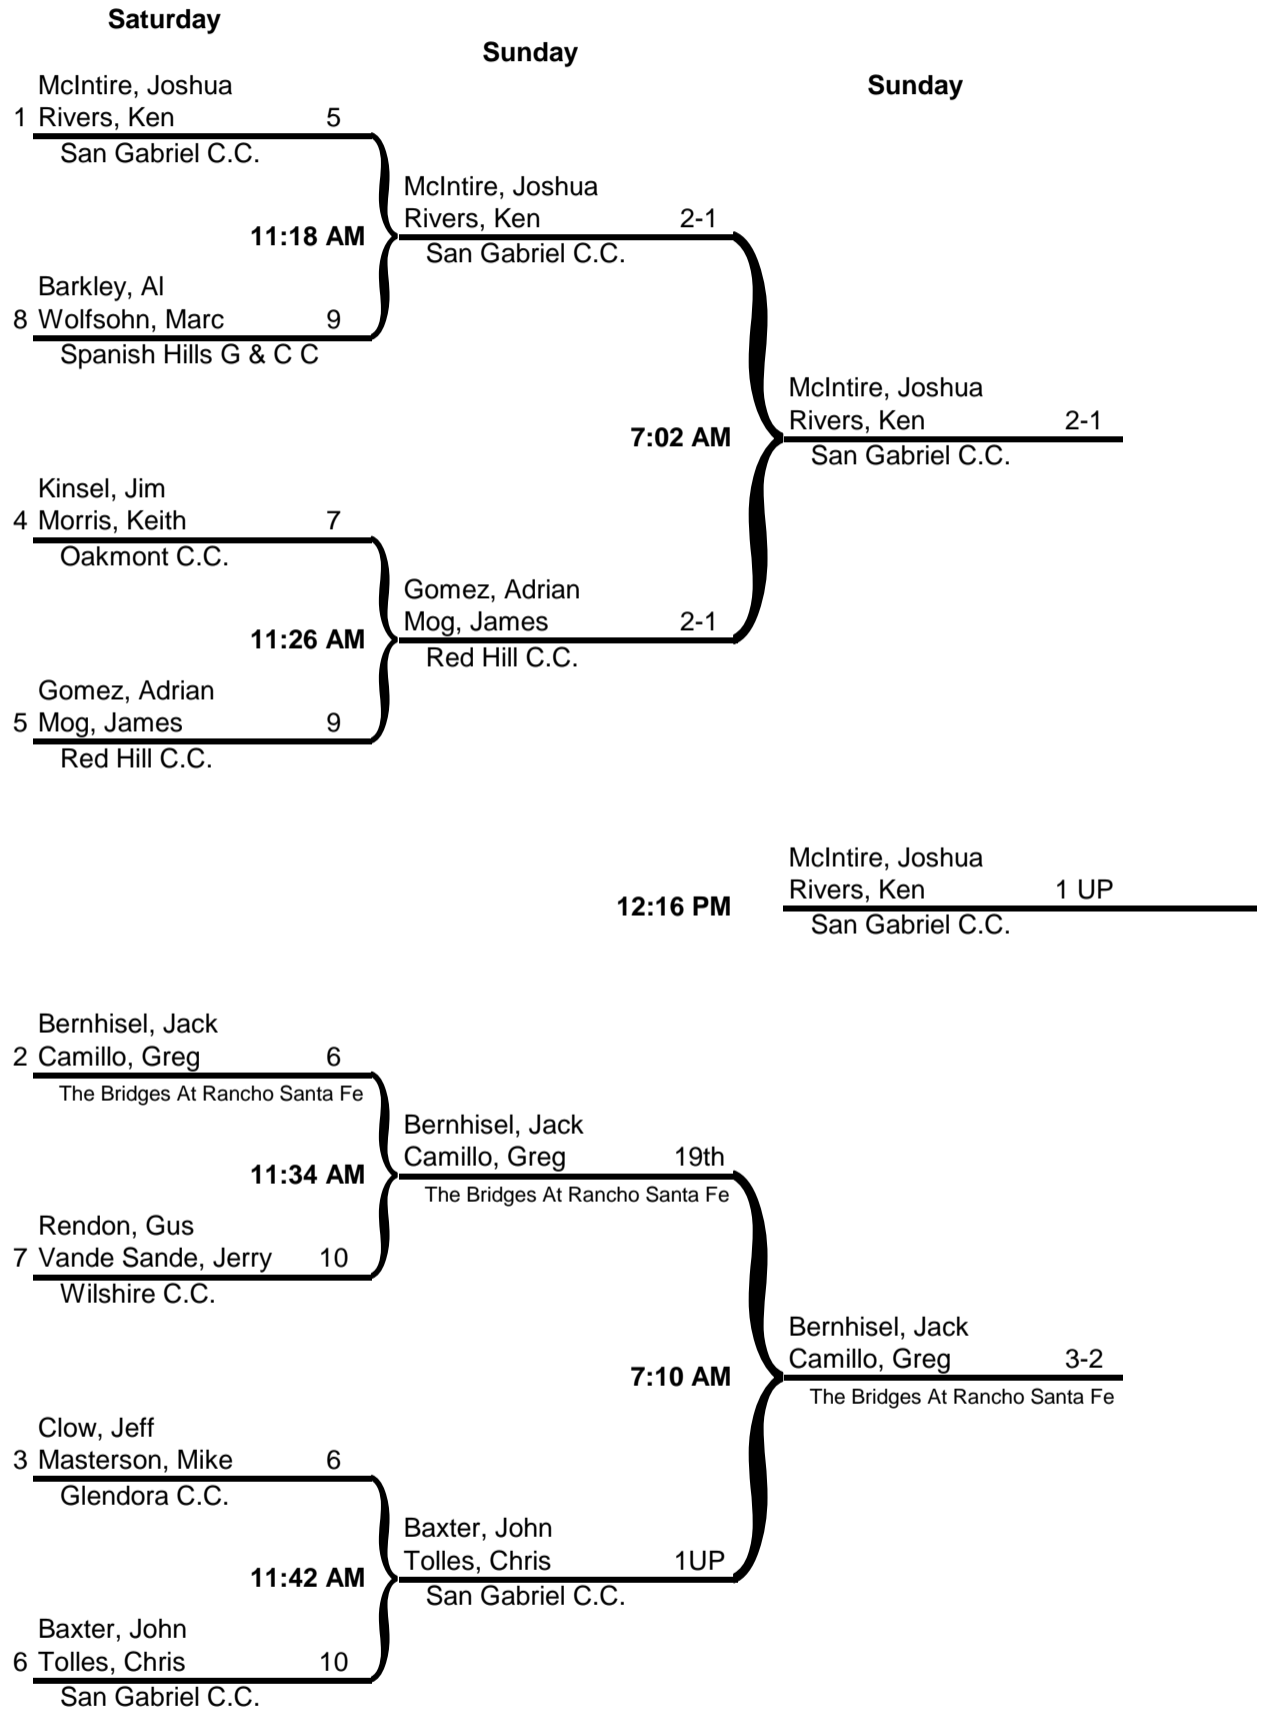 Saturday
Sunday
Sunday
McIntire, Joshua
1 Rivers, Ken 5
San Gabriel C.C.
11:18 AM
Barkley, Al
8 Wolfsohn, Marc 9
Spanish Hills G & C C
McIntire, Joshua
Rivers, Ken 2-1
San Gabriel C.C.
7:02 AM
Kinsel, Jim
4 Morris, Keith 7
Oakmont C.C.
11:26 AM
Gomez, Adrian
5 Mog, James 9
Red Hill C.C.
Gomez, Adrian
Mog, James 2-1
Red Hill C.C.
McIntire, Joshua
Rivers, Ken 2-1
San Gabriel C.C.
12:16 PM
McIntire, Joshua
Rivers, Ken 1 UP
San Gabriel C.C.
Bernhisel, Jack
2 Camillo, Greg 6
The Bridges At Rancho Santa Fe
11:34 AM
Rendon, Gus
7 Vande Sande, Jerry 10
Wilshire C.C.
Bernhisel, Jack
Camillo, Greg 19th
The Bridges At Rancho Santa Fe
7:10 AM
Clow, Jeff
3 Masterson, Mike 6
Glendora C.C.
11:42 AM
Baxter, John
6 Tolles, Chris 10
San Gabriel C.C.
Baxter, John
Tolles, Chris 1UP
San Gabriel C.C.
Bernhisel, Jack
Camillo, Greg 3-2
The Bridges At Rancho Santa Fe